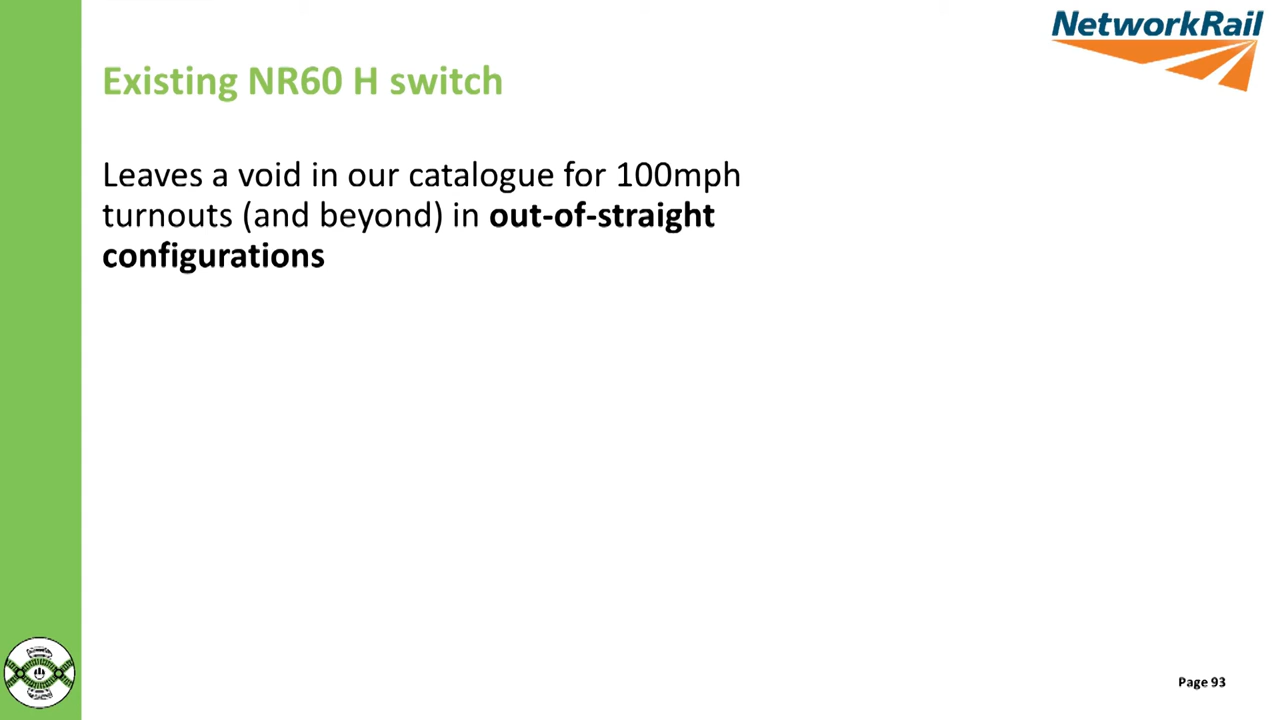 NetworkRail
Existing NR60 H switch
Leaves a void in our catalogue for 100mph
turnouts (and beyond) in out-of-straight
configurations
Page 93